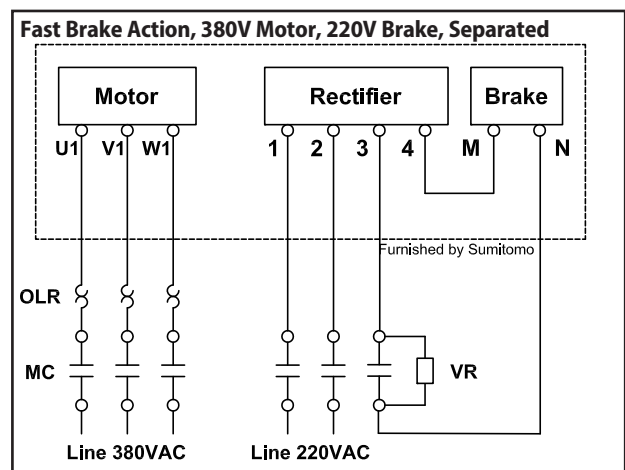 Fast Brake Action, 380V Motor, 220V Brake, Separated
Motor Rectifier Brake
U1 V1 W1 1 2 3 4 M N
Furnished by Sumitomo
OLR
MC VR
Line 380VAC Line 220VAC